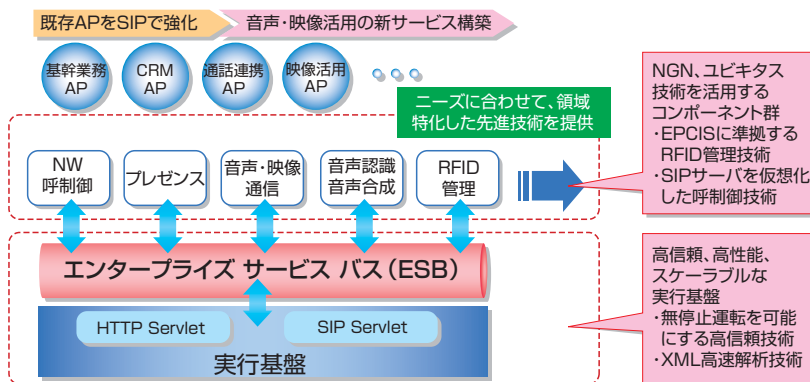 既存APをSIPで強化
音声・映像活用の新サービス構築
基幹業務
AP
CRM
AP
通話連携
AP
映像活用
AP
ニーズに合わせて、領域
特化した先進技術を提供
NW
呼制御
プレゼンス
音声・映像
通信
音声認識
音声合成
RFID
管理
NGN、ユビキタス
技術を活用する
コンポーネント群
・EPCISに準拠する
RFID管理技術
・SIPサーバを仮想化
した呼制御技術
エンタープライズ サービス バス（ESB）
HTTP Servlet
SIP Servlet
実行基盤
高信頼、高性能、
スケーラブルな
実行基盤
・無停止運転を可能
にする高信頼技術
・XML高速解析技術